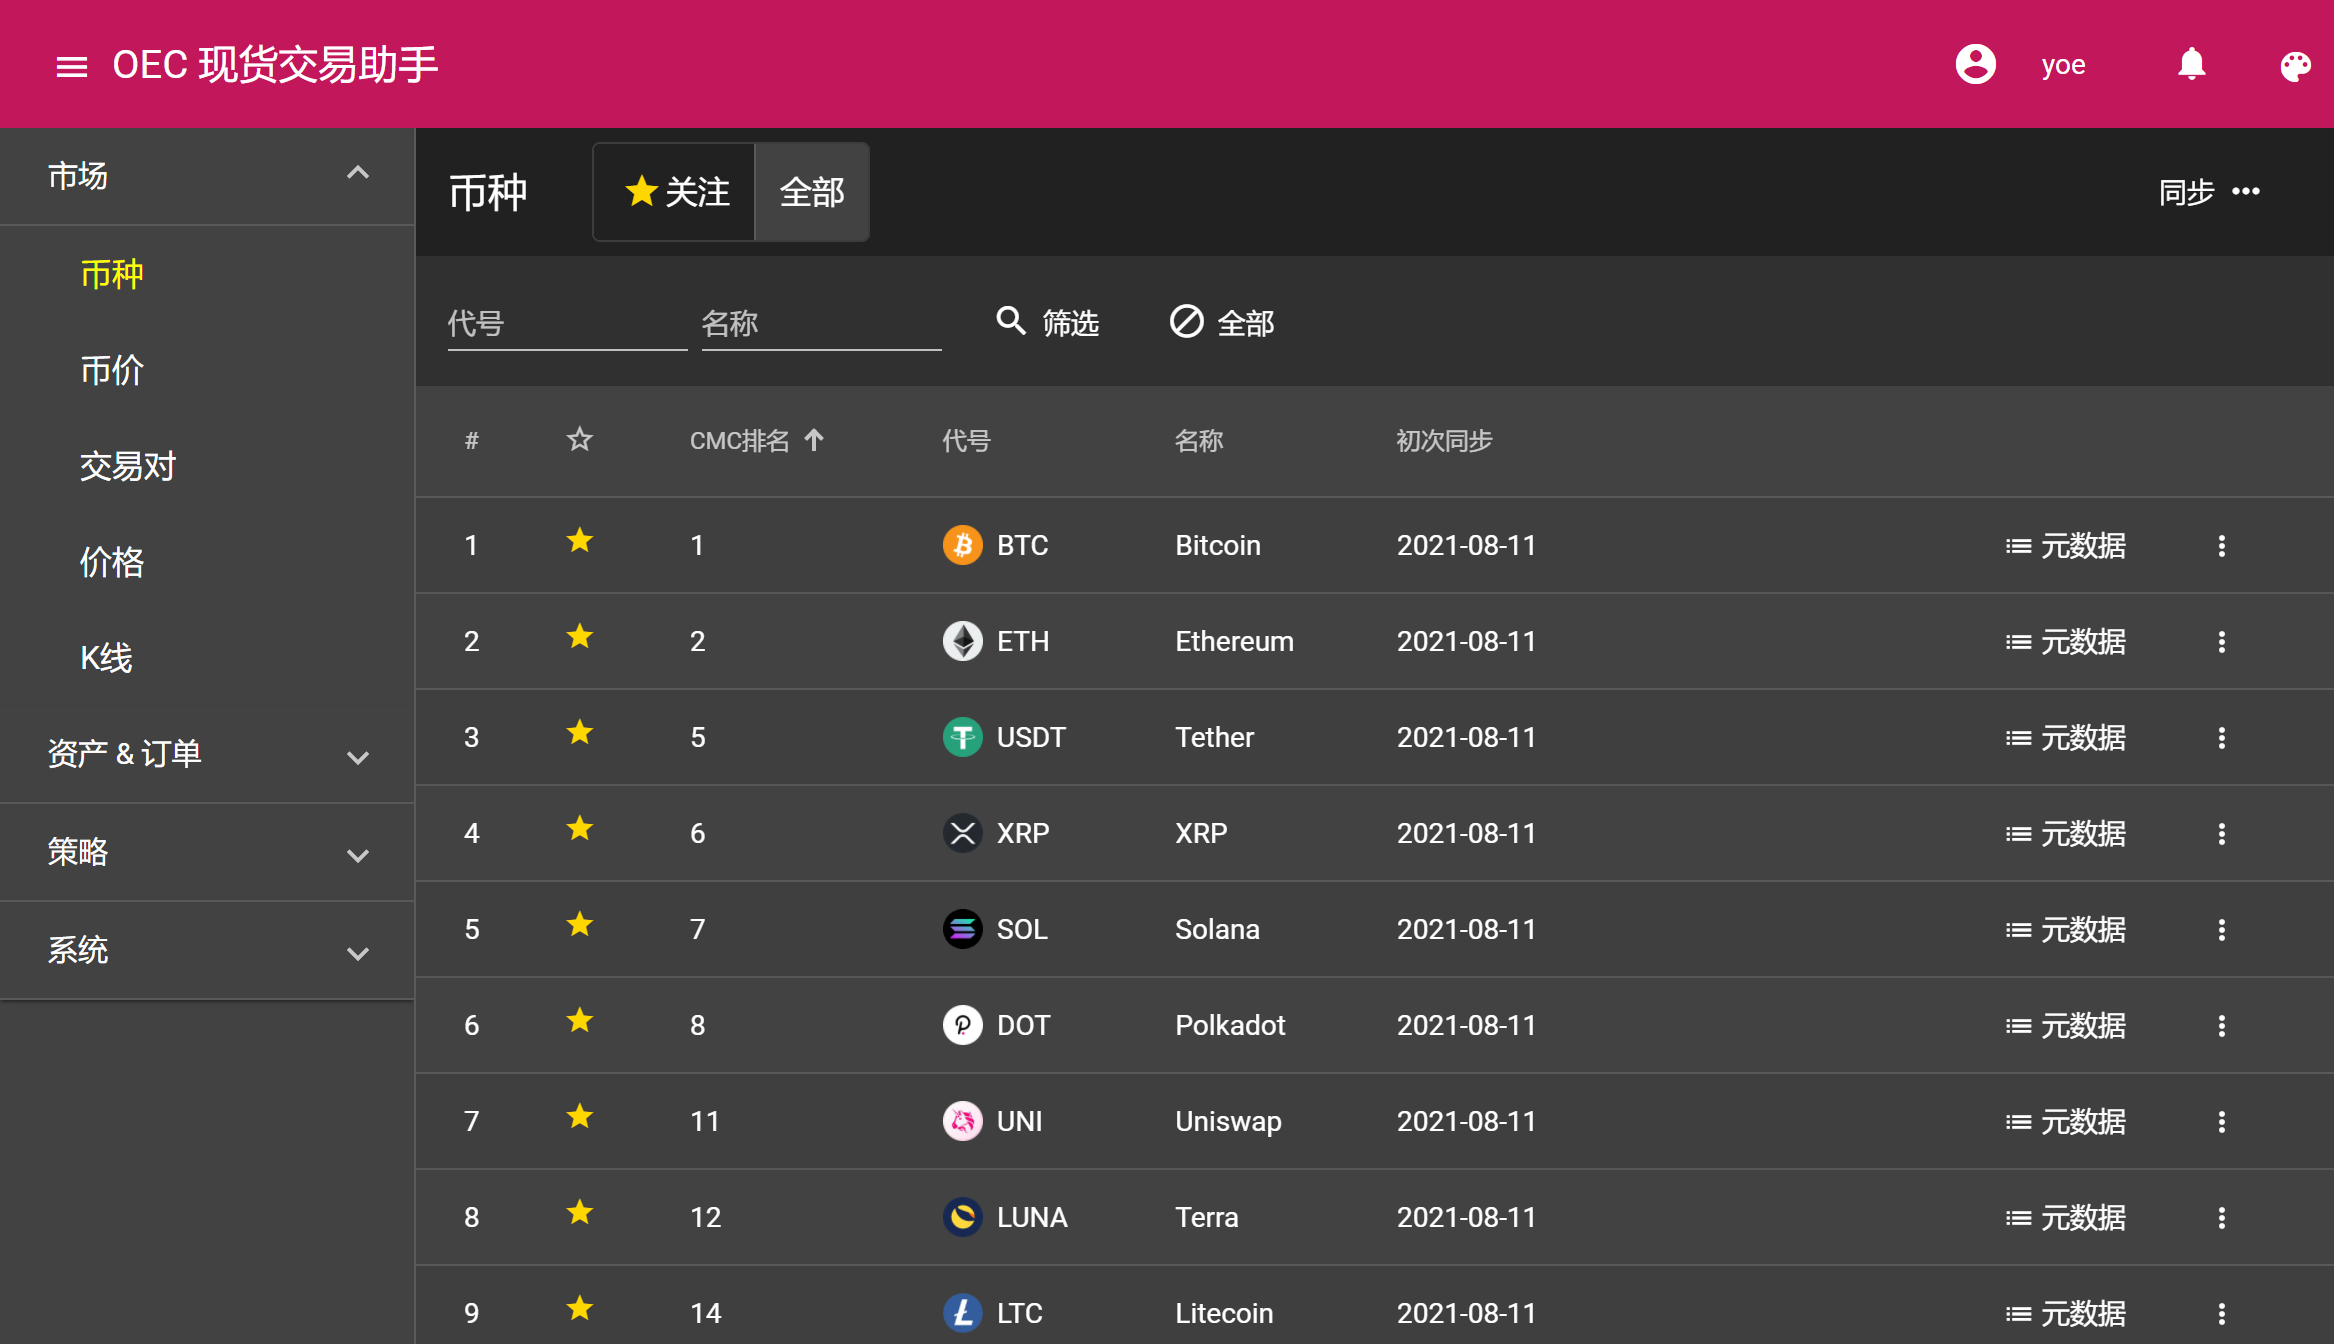 OEC 现货交易助手 yoe
市场
币种
币价
交易对
价格
K线
资产 & 订单
策略
系统
币种 关注 全部 同步
代号 名称 筛选 全部
# CMC排名 代号 名称 初次同步
1 1 BTC Bitcoin 2021-08-11 元数据
2 2 ETH Ethereum 2021-08-11 元数据
3 5 USDT Tether 2021-08-11 元数据
4 6 XRP XRP 2021-08-11 元数据
5 7 SOL Solana 2021-08-11 元数据
6 8 DOT Polkadot 2021-08-11 元数据
7 11 UNI Uniswap 2021-08-11 元数据
8 12 LUNA Terra 2021-08-11 元数据
9 14 LTC Litecoin 2021-08-11 元数据